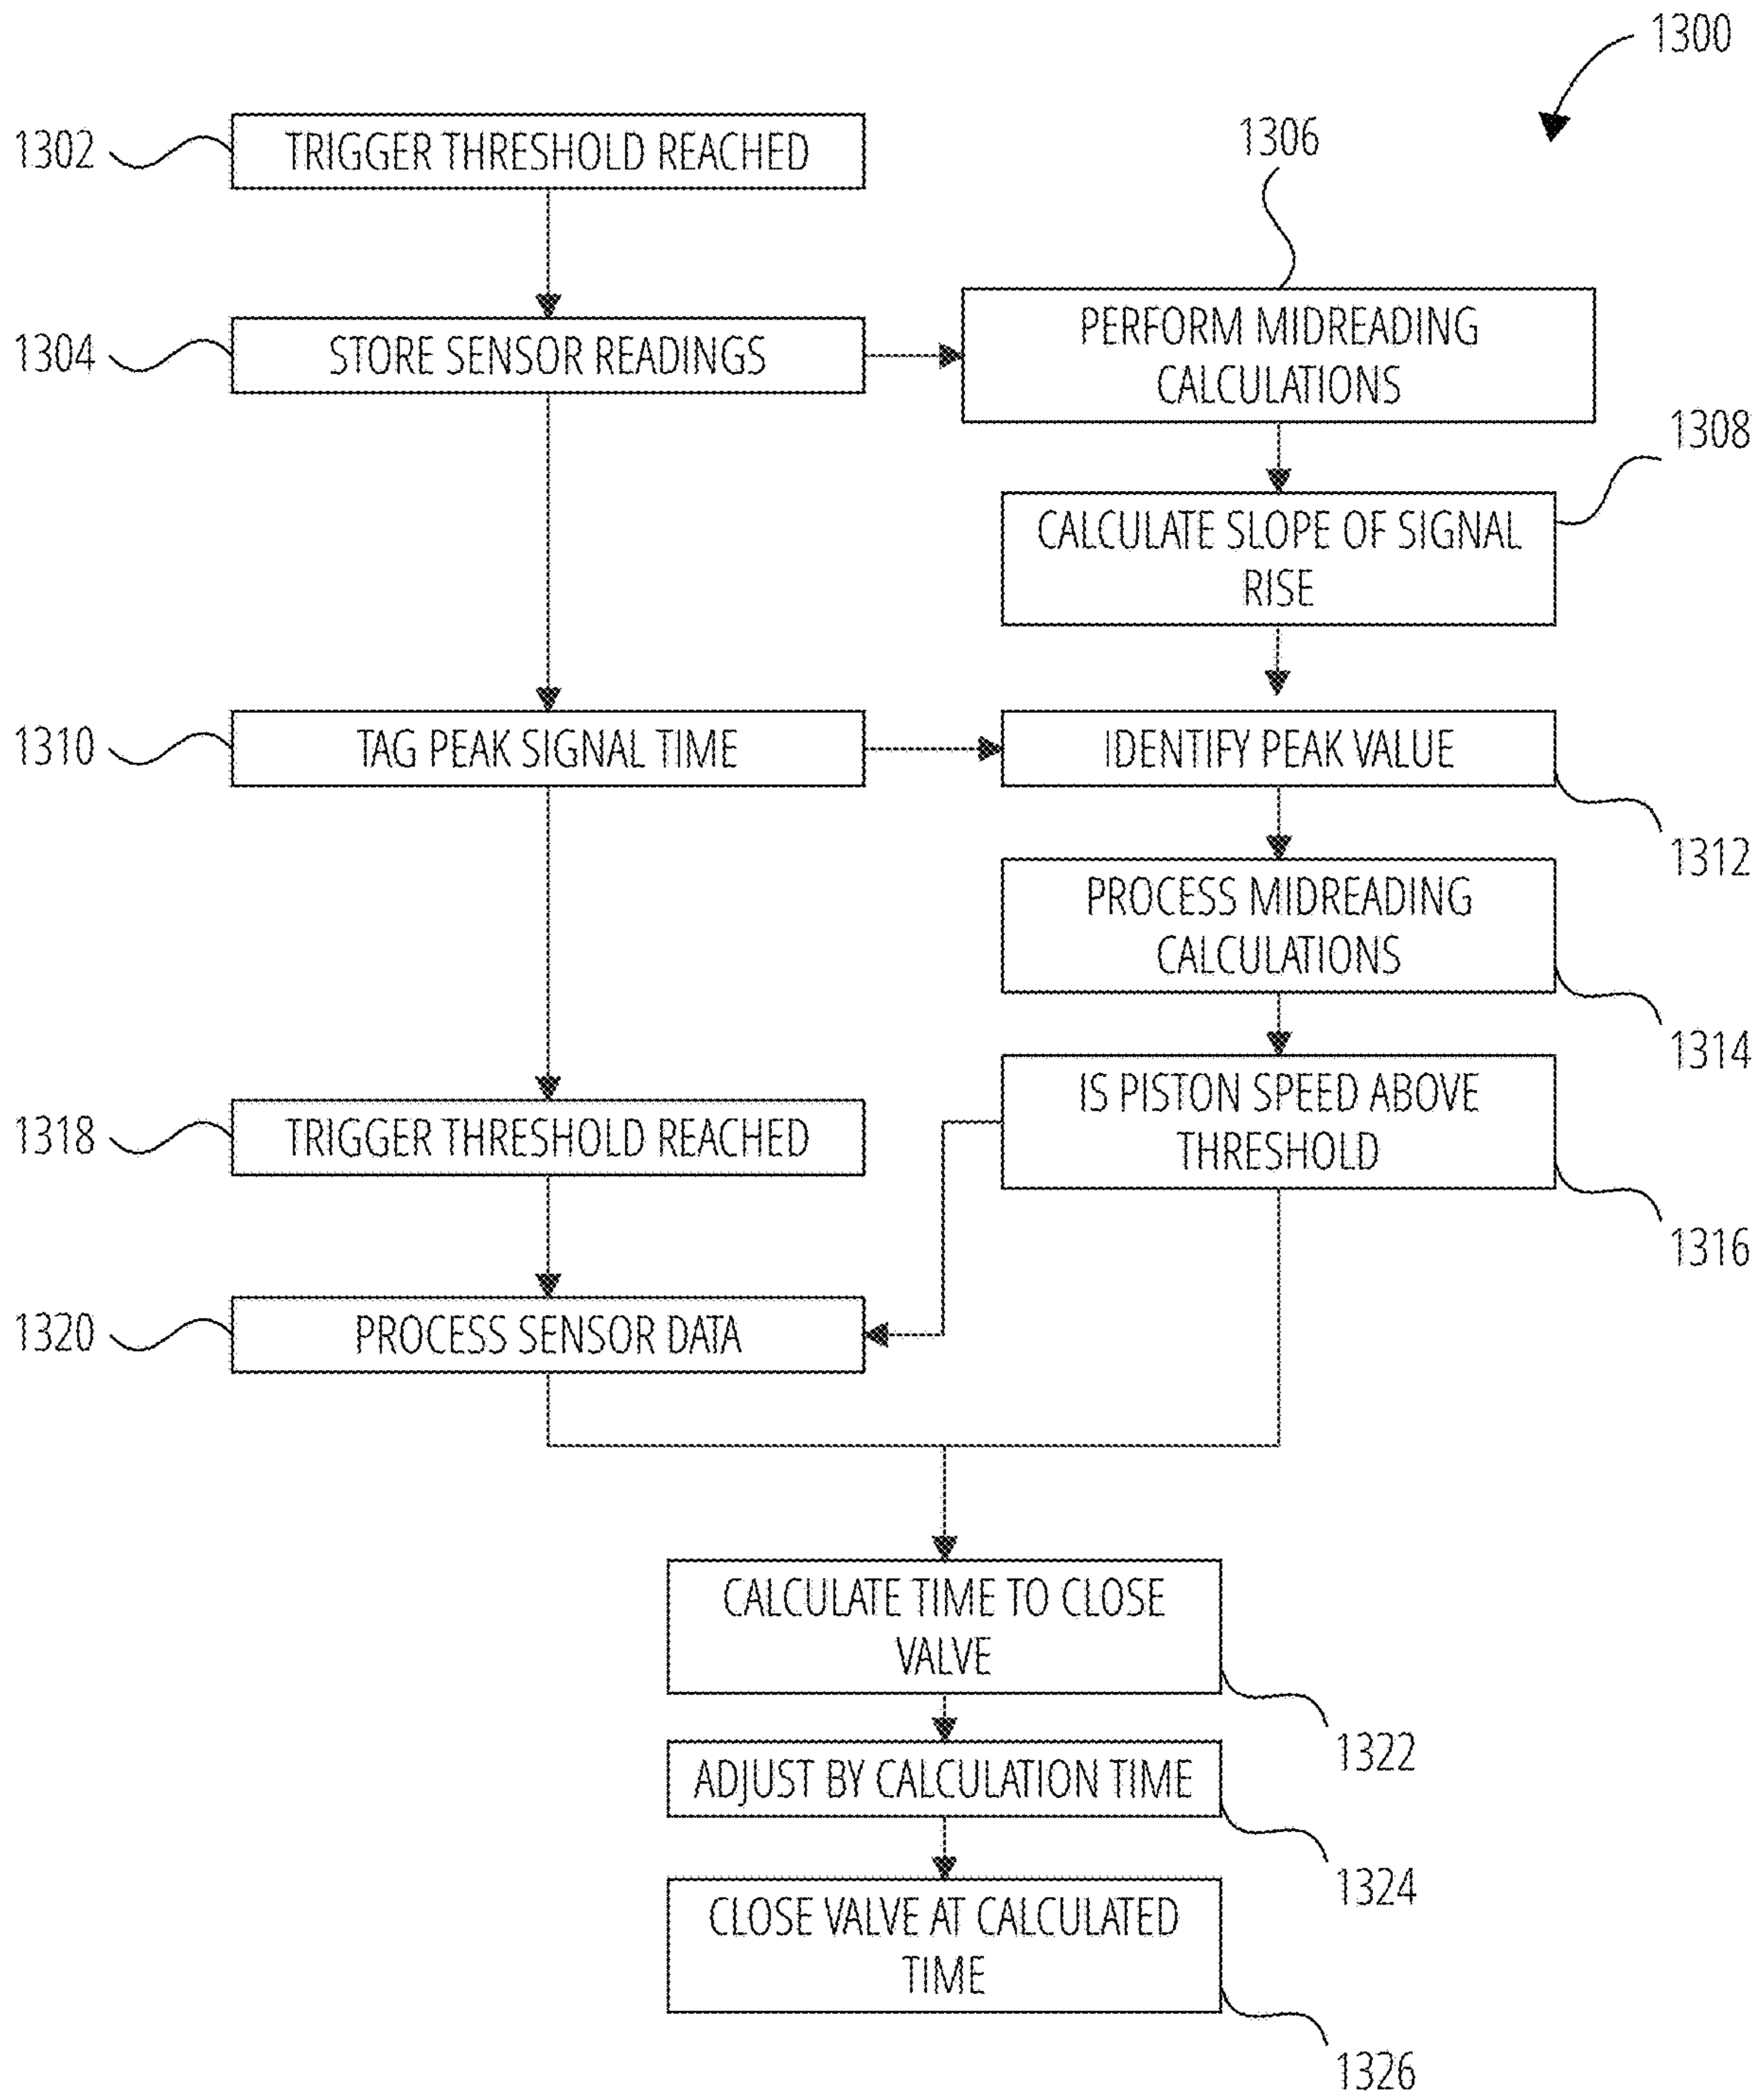 1300
1302
TRIGGER THRESHOLD REACHED
1306
1304
STORE SENSOR READINGS
PERFORM MIDREADING
CALCULATIONS
1308
CALCULATE SLOPE OF SIGNAL
RISE
1310
TAG PEAK SIGNAL TIME
IDENTIFY PEAK VALUE
1312
PROCESS MIDREADING
CALCULATIONS
1314
IS PISTON SPEED ABOVE
THRESHOLD
1316
1318
TRIGGER THRESHOLD REACHED
1320
PROCESS SENSOR DATA
CALCULATE TIME TO CLOSE
VALVE
1322
ADJUST BY CALCULATION TIME
1324
CLOSE VALVE AT CALCULATED
TIME
1326